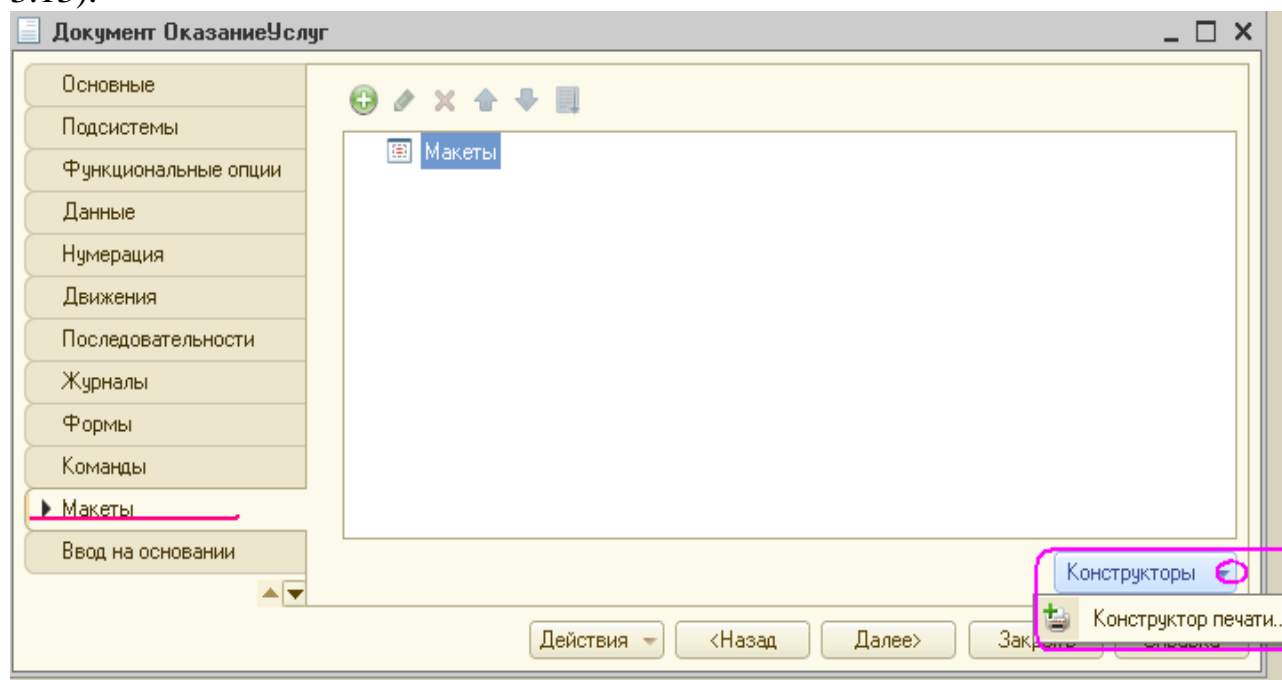 Документ ОказаниеУслуг
Основные
Подсистемы
Функциональные опции
Данные
Нумерация
Движения
Последовательности
Журналы
Формы
Команды
Макеты
Ввод на основании
Макеты
Конструкторы
Конструктор печати..
Действия
<Назад
Далее>
Закрыть